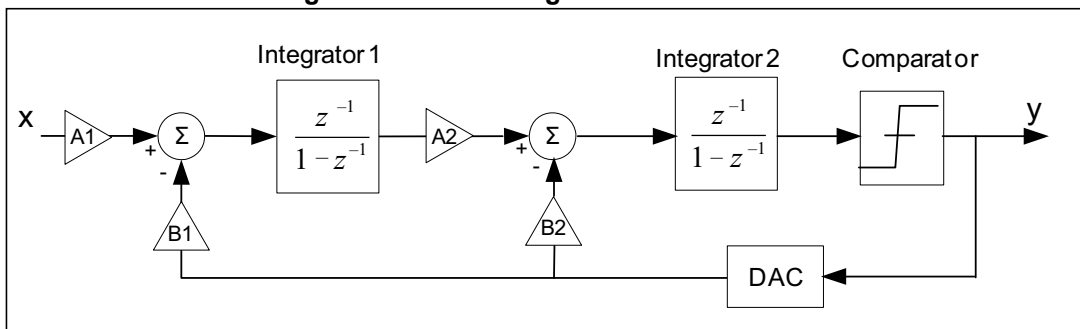 Integrator 1
Integrator 2
Comparator
x
A1
+
-
Σ
z⁻¹
1 − z⁻¹
A2
+
-
Σ
z⁻¹
1 − z⁻¹
y
B1
B2
DAC